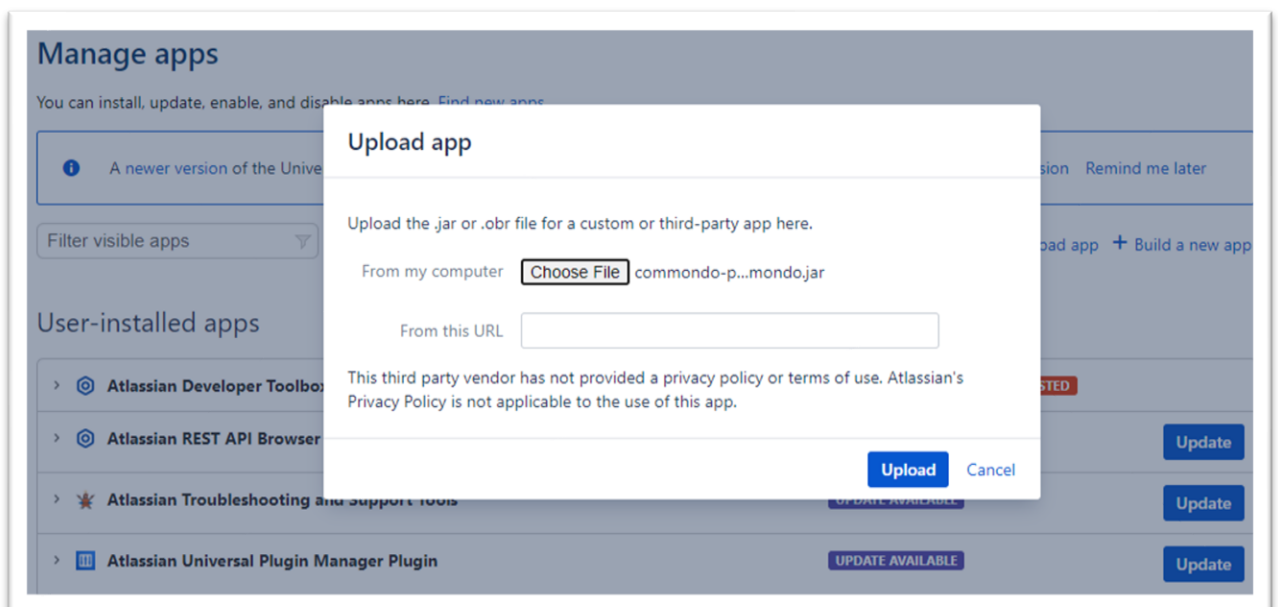 Manage apps
You can install, update, enable, and disable apps here. Find new apps
Upload app
A newer version of the Unive
sion Remind me later
Upload the .jar or .obr file for a custom or third-party app here.
Filter visible apps
oad app + Build a new app
From my computer Choose File commondo-p...mondo.jar
User-installed apps
From this URL
This third party vendor has not provided a privacy policy or terms of use. Atlassian's
Privacy Policy is not applicable to the use of this app.
Atlassian Developer Toolbox
STED
Atlassian REST API Browser
Update
Upload Cancel
Atlassian Troubleshooting and Support Tools
UPDATE AVAILABLE
Update
Atlassian Universal Plugin Manager Plugin
UPDATE AVAILABLE
Update